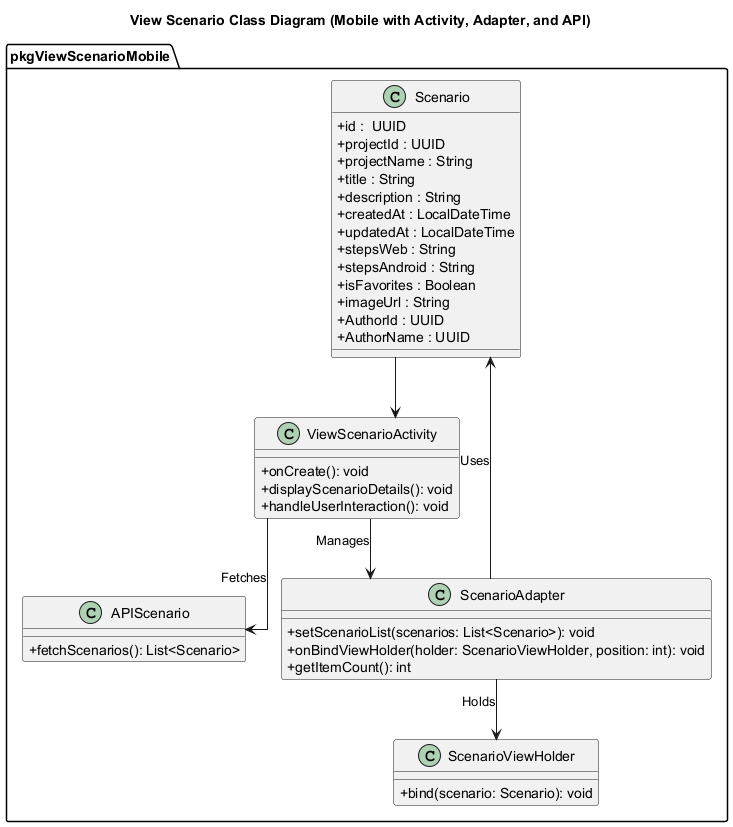 View Scenario Class Diagram (Mobile with Activity, Adapter, and API)
pkgViewScenarioMobile
C Scenario
+id :  UUID
+projectId : UUID
+projectName : String
+title : String
+description : String
+createdAt : LocalDateTime
+updatedAt : LocalDateTime
+stepsWeb : String
+stepsAndroid : String
+isFavorites : Boolean
+imageUrl : String
+AuthorId : UUID
+AuthorName : UUID
C ViewScenarioActivity
+onCreate(): void
+displayScenarioDetails(): void
+handleUserInteraction(): void
Uses
Manages
Fetches
C APIScenario
+fetchScenarios(): List<Scenario>
C ScenarioAdapter
+setScenarioList(scenarios: List<Scenario>): void
+onBindViewHolder(holder: ScenarioViewHolder, position: int): void
+getItemCount(): int
Holds
C ScenarioViewHolder
+bind(scenario: Scenario): void